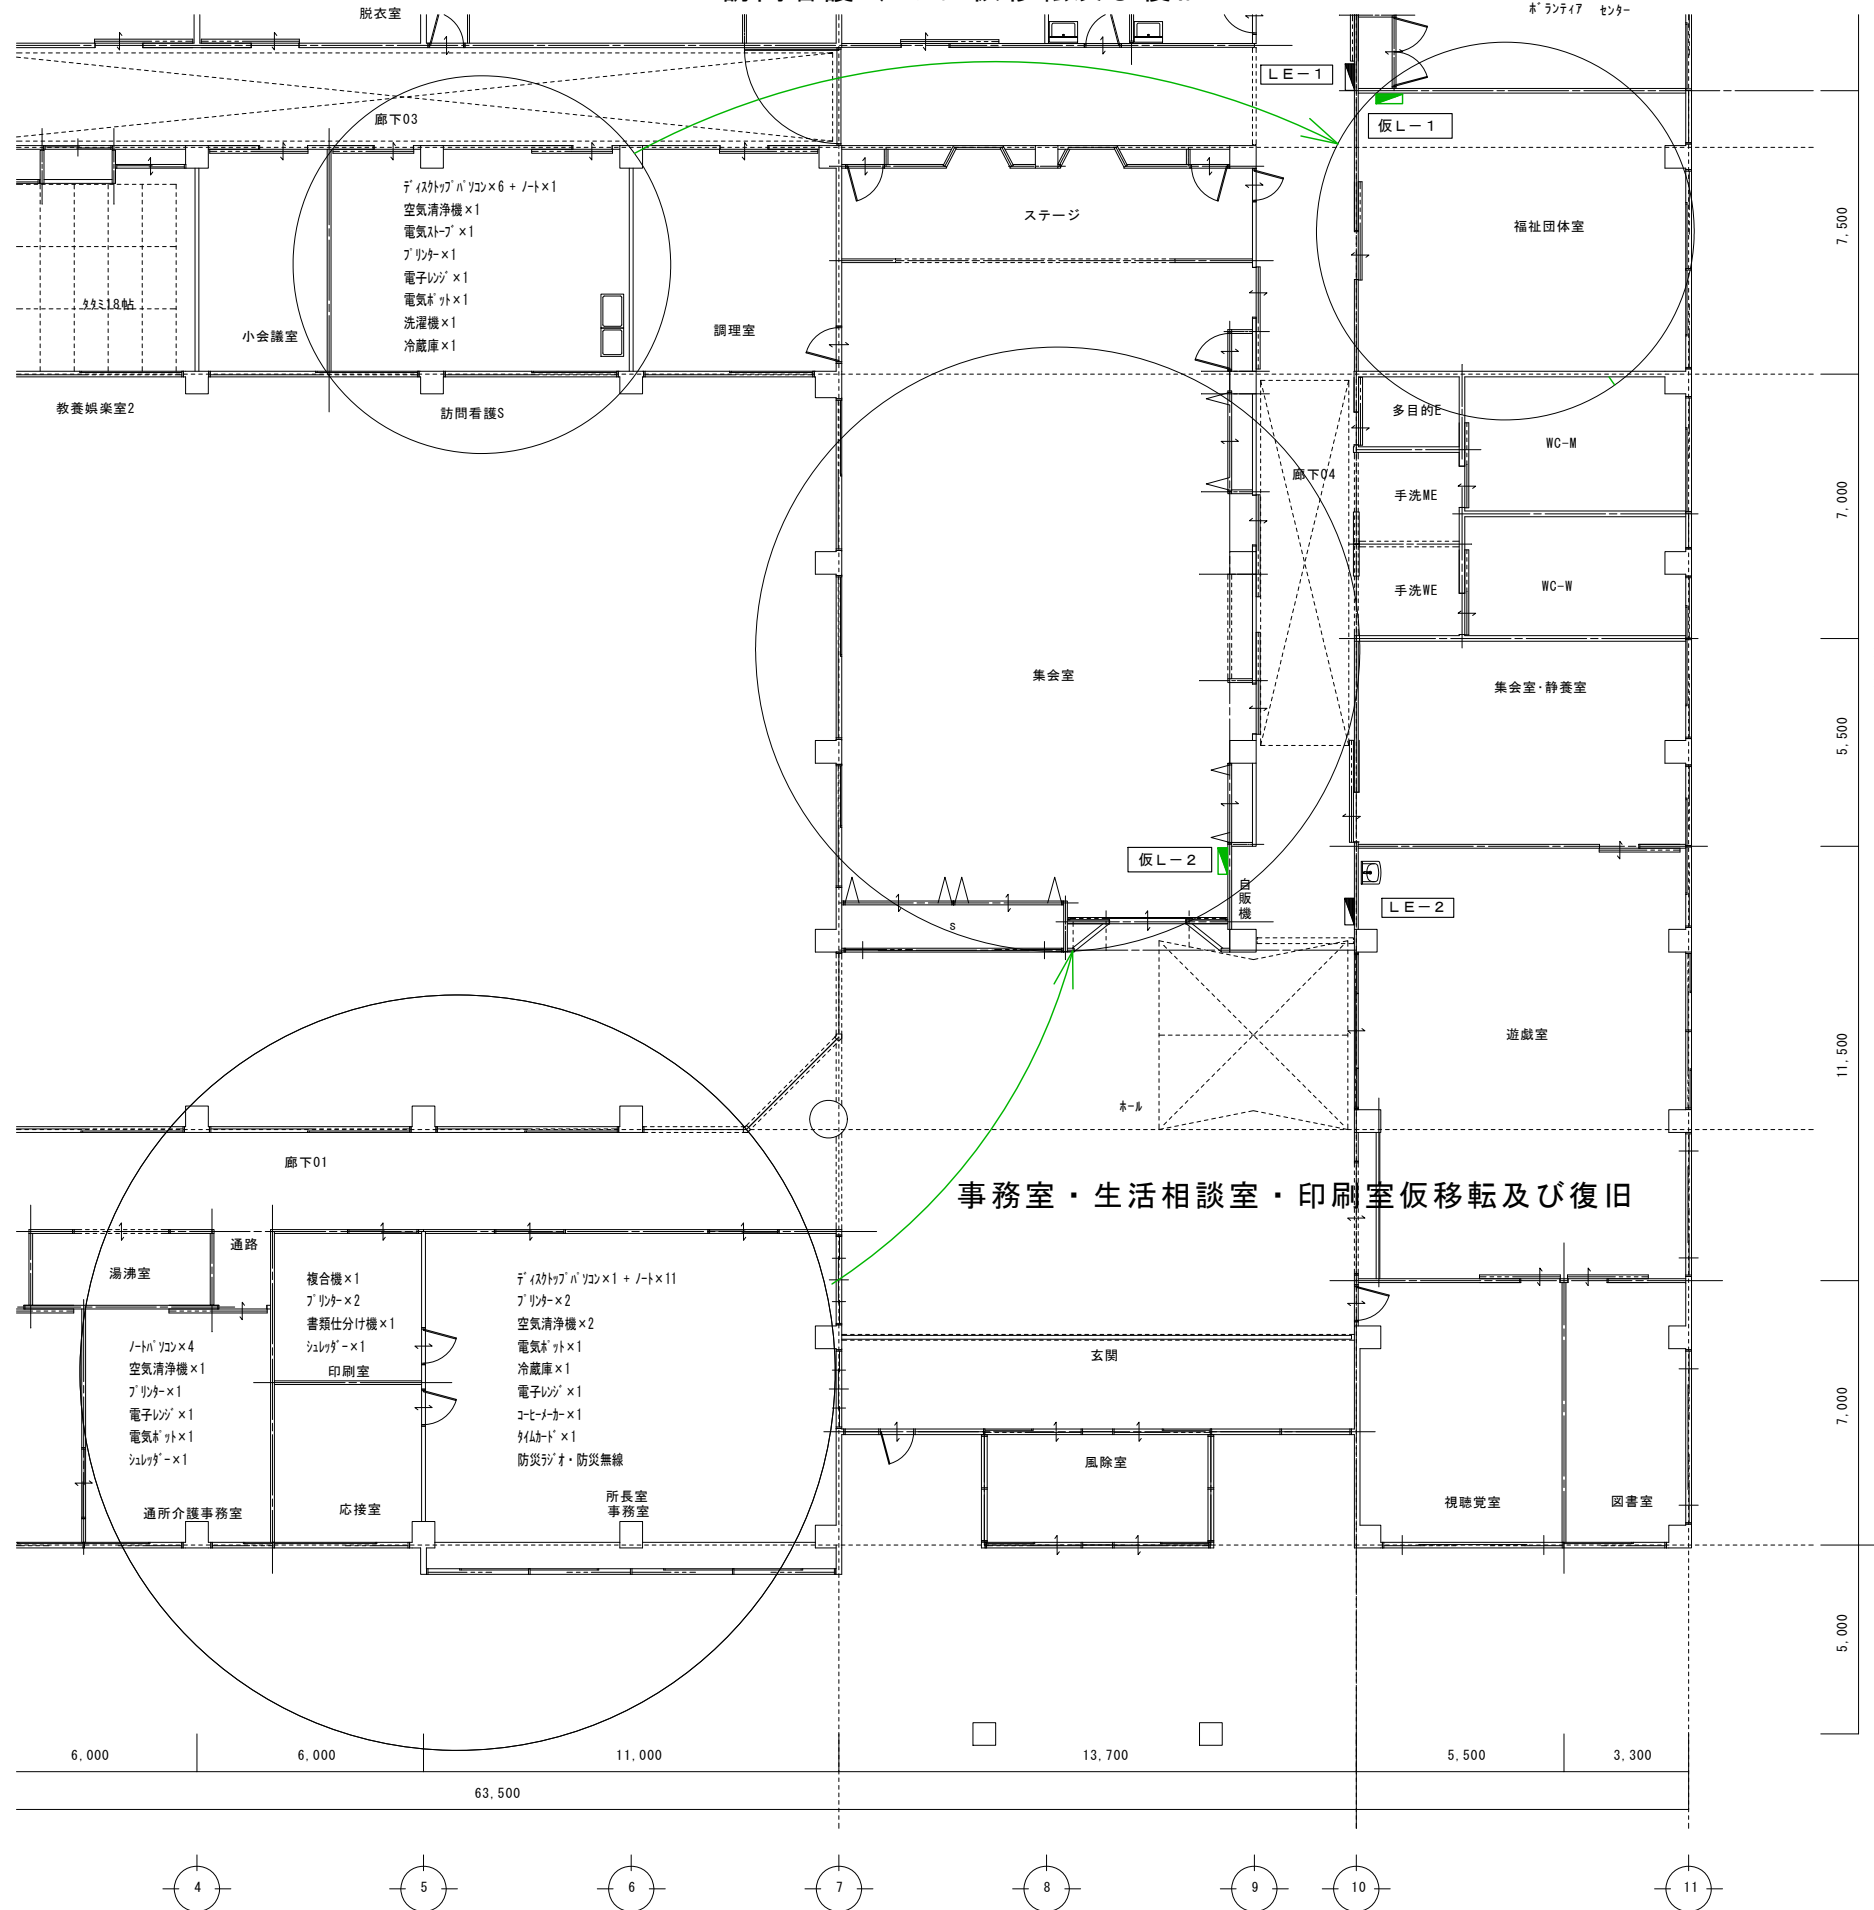 脱衣室
ﾎﾞﾗﾝﾃｨｱ ｾﾝﾀｰ
LE－1
仮L－1
廊下03
ﾃﾞｨｽｸﾄｯﾌﾟﾊﾟｿｺﾝ×6 + ﾉｰﾄ×1
空気清浄機×1
電気ｽﾄｰﾌﾞ×1
ﾌﾟﾘﾝﾀｰ×1
電子ﾚﾝｼﾞ×1
電気ﾎﾟｯﾄ×1
洗濯機×1
冷蔵庫×1
ステージ
福祉団体室
7,500
ﾀﾀﾐ18帖
小会議室
調理室
教養娯楽室2
訪問看護S
多目的E
WC-M
廊下04
手洗ME
7,000
手洗WE
WC-W
集会室
集会室･静養室
5,500
仮L－2
自販機
LE－2
S
遊戯室
11,500
ﾎｰﾙ
廊下01
事務室・生活相談室・印刷室仮移転及び復旧
通路
湯沸室
複合機×1
ﾌﾟﾘﾝﾀｰ×2
書類仕分け機×1
ｼｭﾚｯﾀﾞｰ×1
印刷室
ﾃﾞｨｽｸﾄｯﾌﾟﾊﾟｿｺﾝ×1 + ﾉｰﾄ×11
ﾌﾟﾘﾝﾀｰ×2
空気清浄機×2
電気ﾎﾟｯﾄ×1
冷蔵庫×1
電子ﾚﾝｼﾞ×1
ｺｰﾋｰﾒｰｶｰ×1
ﾀｲﾑｶｰﾄﾞ×1
防災ﾗｼﾞｵ・防災無線
ﾉｰﾄﾊﾟｿｺﾝ×4
空気清浄機×1
ﾌﾟﾘﾝﾀｰ×1
電子ﾚﾝｼﾞ×1
電気ﾎﾟｯﾄ×1
ｼｭﾚｯﾀﾞｰ×1
玄関
7,000
風除室
通所介護事務室
応接室
所長室
事務室
視聴覚室
図書室
5,000
6,000
6,000
11,000
13,700
5,500
3,300
63,500
4
5
6
7
8
9
10
11